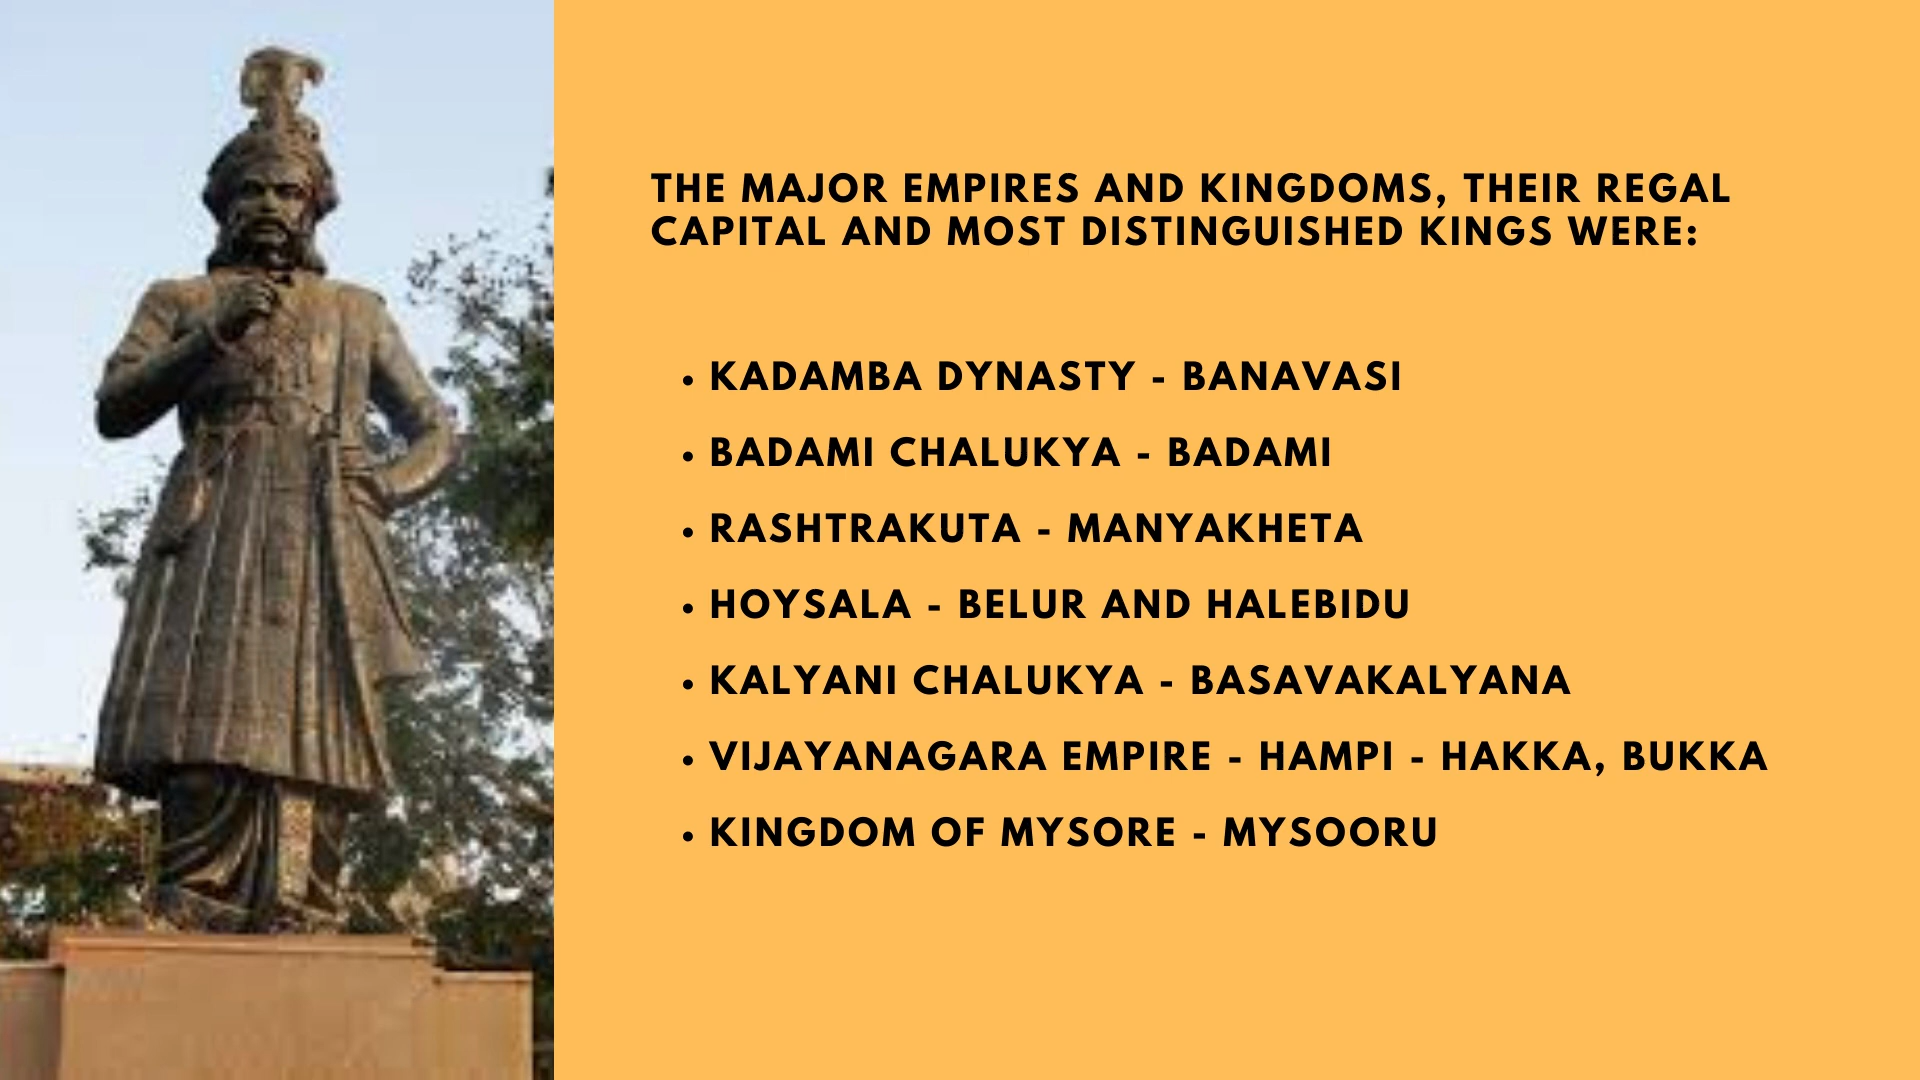 THE MAJOR EMPIRES AND KINGDOMS, THEIR REGAL
CAPITAL AND MOST DISTINGUISHED KINGS WERE:
• KADAMBA DYNASTY - BANAVASI
• BADAMI CHALUKYA - BADAMI
• RASHTRAKUTA - MANYAKHETA
• HOYSALA - BELUR AND HALEBIDU
• KALYANI CHALUKYA - BASAVAKALYANA
• VIJAYANAGARA EMPIRE - HAMPI - HAKKA, BUKKA
• KINGDOM OF MYSORE - MYSOORU